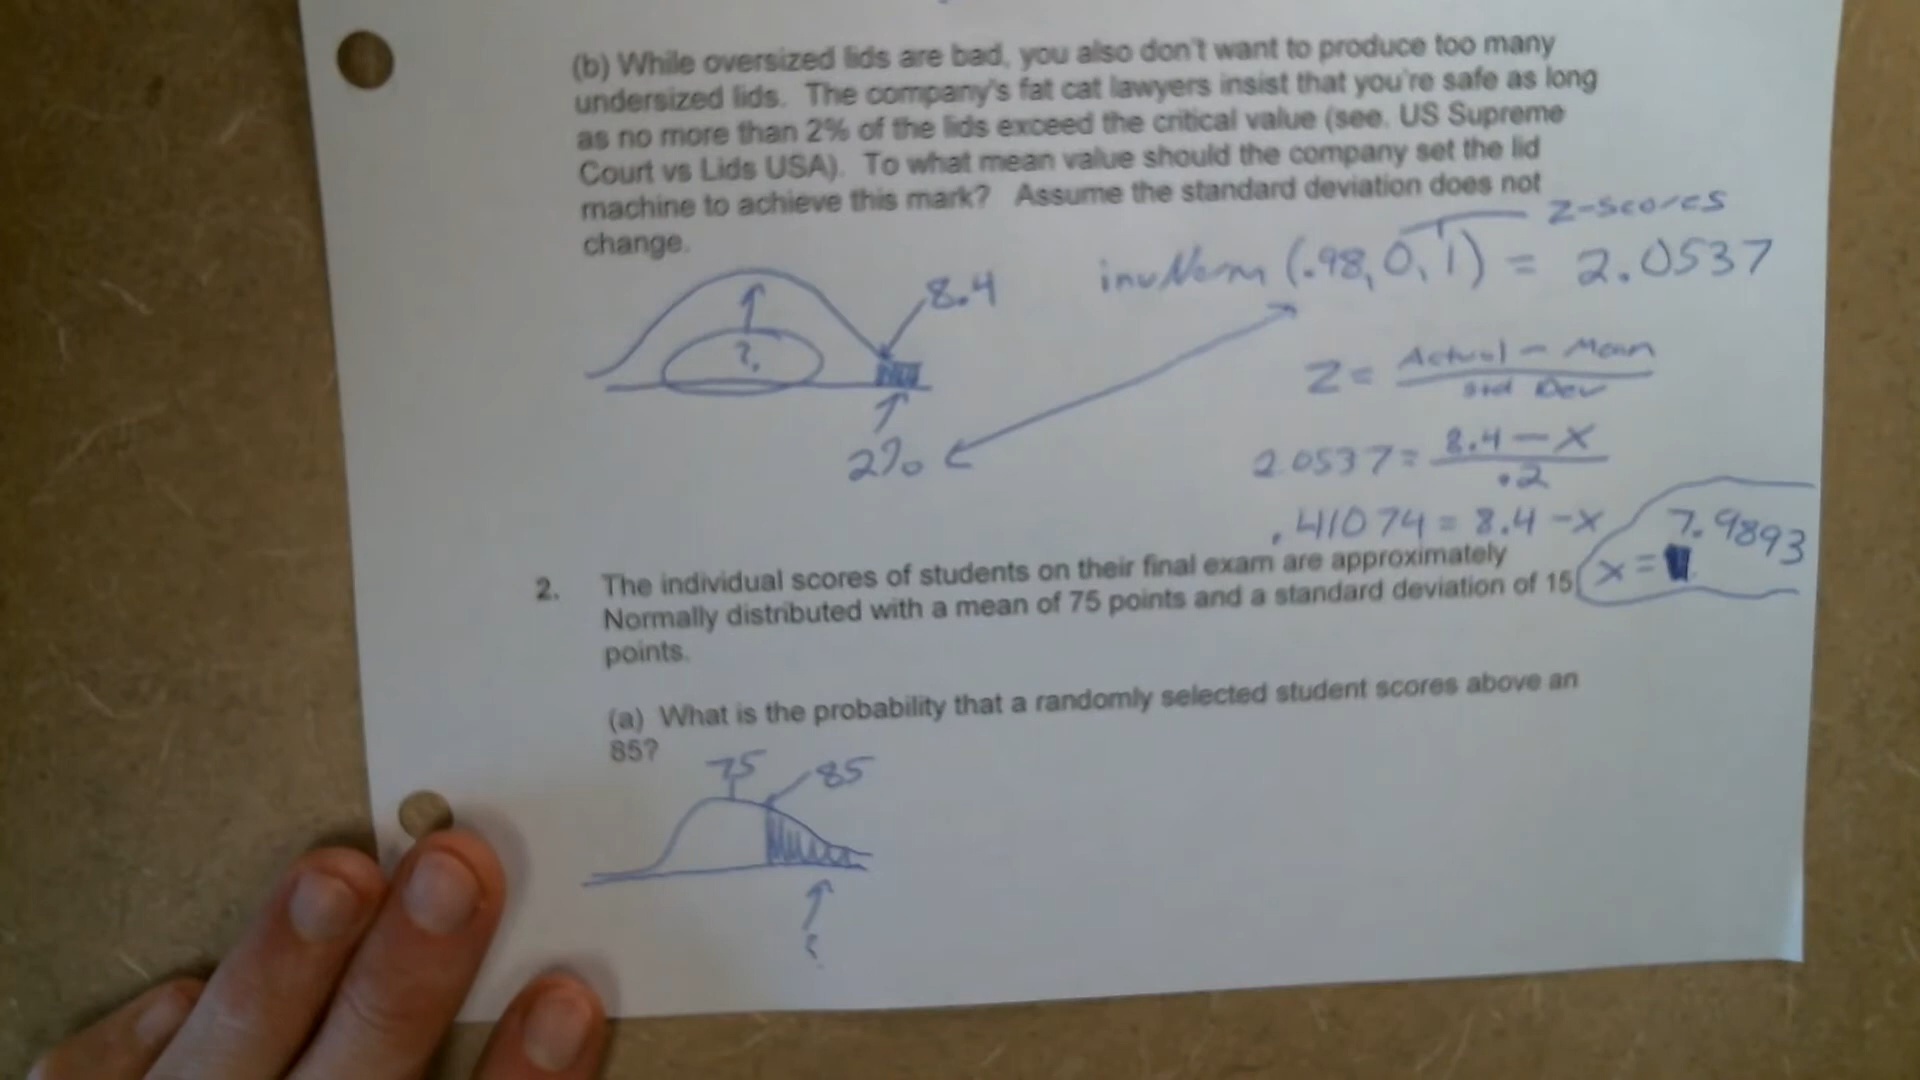 (b) While oversized lids are bad, you also don't want to produce too many
undersized lids. The company's fat cat lawyers insist that you're safe as long
as no more than 2% of the lids exceed the critical value (see. US Supreme
Court vs Lids USA). To what mean value should the company set the lid
machine to achieve this mark? Assume the standard deviation does not
change.
z-scores
invNorm (.98, 0, 1) = 2.0537
8.4
?
2%
Z = Actual - Mean
std Dev
2.0537 = 8.4 - x
.2
.41074 = 8.4 - x
x = 7.9893
2. The individual scores of students on their final exam are approximately
Normally distributed with a mean of 75 points and a standard deviation of 15
points.
(a) What is the probability that a randomly selected student scores above an
85?
75 85
?